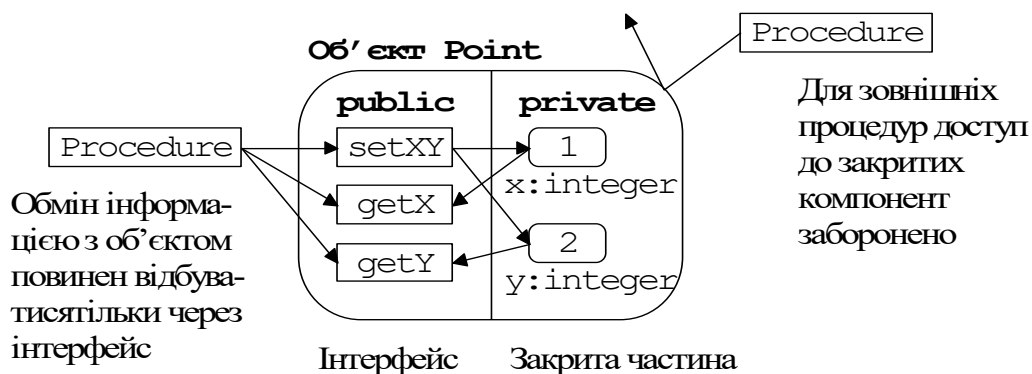 Об'єкт Point
Procedure
public
private
Procedure
setXY
getX
getY
1
x:integer
2
y:integer
Для зовнішніх
процедур доступ
до закритих
компонент
заборонено
Обмін інформа-
цією з об'єктом
повинен відбува-
тисятільки через
інтерфейс
Інтерфейс
Закрита частина